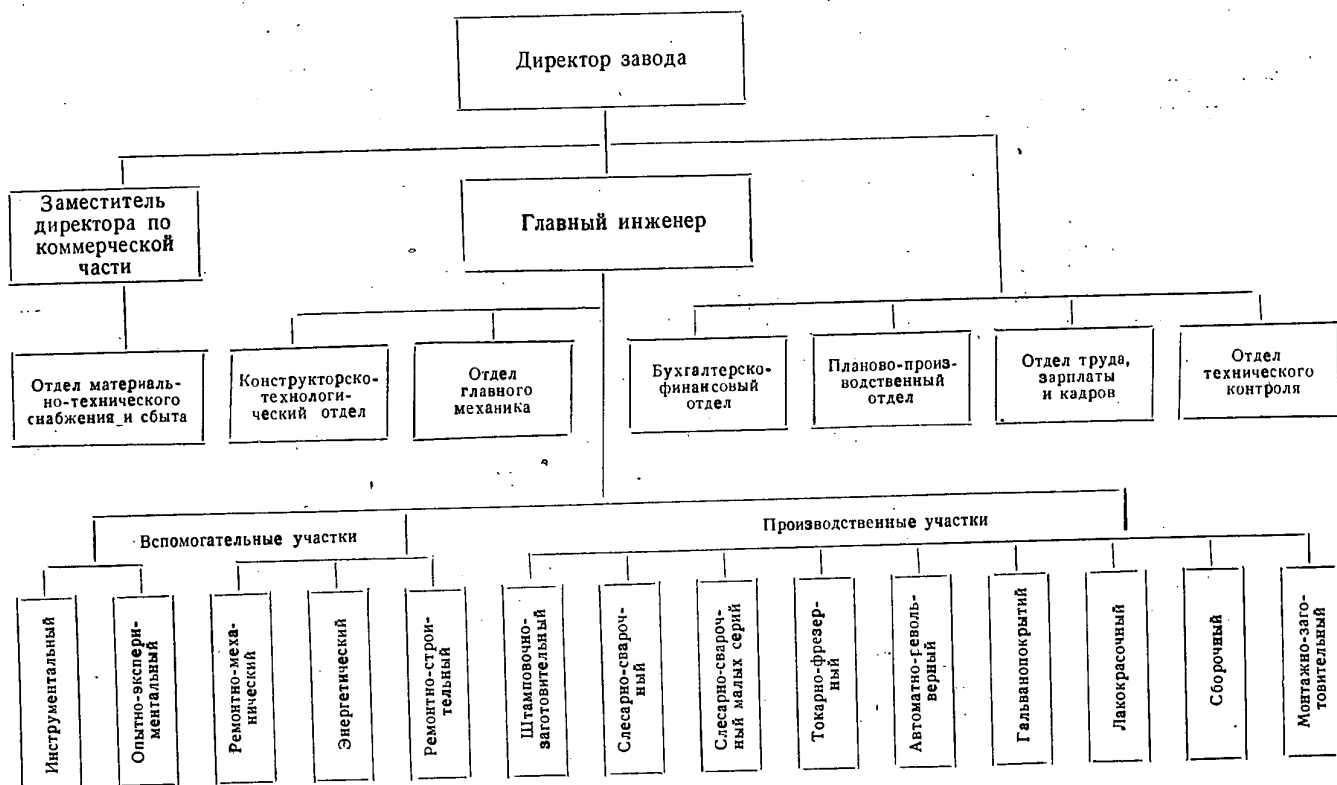 Директор завода
Заместитель
директора по
коммерческой
части
Главный инженер
Отдел материаль-
но-технического
снабжения и сбыта
Конструкторско-
технологи-
ческий отдел
Отдел
главного
механика
Бухгалтерско-
финансовый
отдел
Планово-произ-
водственный
отдел
Отдел труда,
зарплаты
и кадров
Отдел
технического
контроля
Вспомогательные участки
Производственные участки
Инструментальный
Опытно-экспери-
ментальный
Ремонтно-меха-
нический
Энергетический
Ремонтно-строи-
тельный
Штамповочно-
заготовительный
Слесарно-свароч-
ный
Слесарно-свароч-
ный малых серий
Токарно-фрезер-
ный
Автоматно-револь-
верный
Гальванопокрытий
Лакокрасочный
Сборочный
Монтажно-заго-
товительный